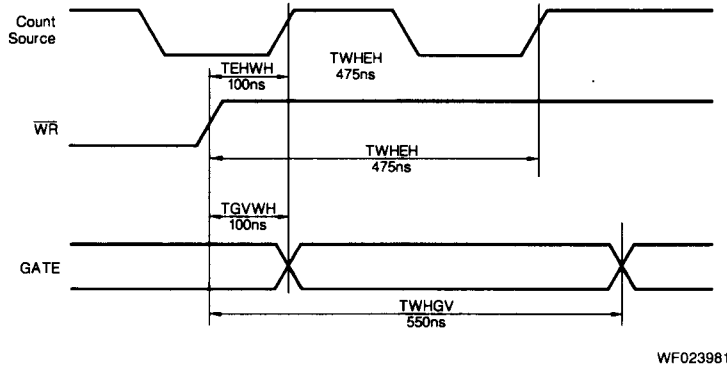 Count
Source
TEHWH
100ns
TWHEH
475ns
WR
TWHEH
475ns
TGVWH
100ns
GATE
TWHGV
550ns
WF023981